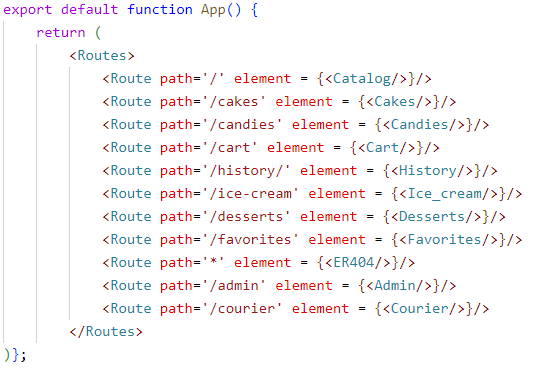 export default function App() {
    return (
        <Routes>
            <Route path='/' element = {<Catalog/>}/>
            <Route path='/cakes' element = {<Cakes/>}/>
            <Route path='/candies' element = {<Candies/>}/>
            <Route path='/cart' element = {<Cart/>}/>
            <Route path='/history/' element = {<History/>}/>
            <Route path='/ice-cream' element = {<Ice_cream/>}/>
            <Route path='/desserts' element = {<Desserts/>}/>
            <Route path='/favorites' element = {<Favorites/>}/>
            <Route path='*' element = {<ER404/>}/>
            <Route path='/admin' element = {<Admin/>}/>
            <Route path='/courier' element = {<Courier/>}/>
        </Routes>
)};